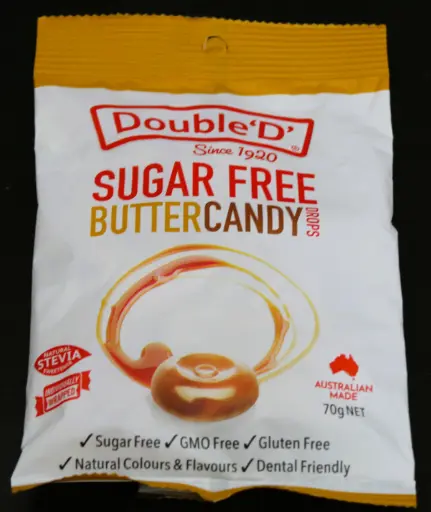 Double 'D'®
Since 1920
SUGAR FREE
BUTTERCANDY DROPS
NATURAL
STEVIA
SWEETENER
INDIVIDUALLY
WRAPPED
AUSTRALIAN
MADE
70g NET
✓ Sugar Free ✓ GMO Free ✓ Gluten Free
✓ Natural Colours & Flavours ✓ Dental Friendly